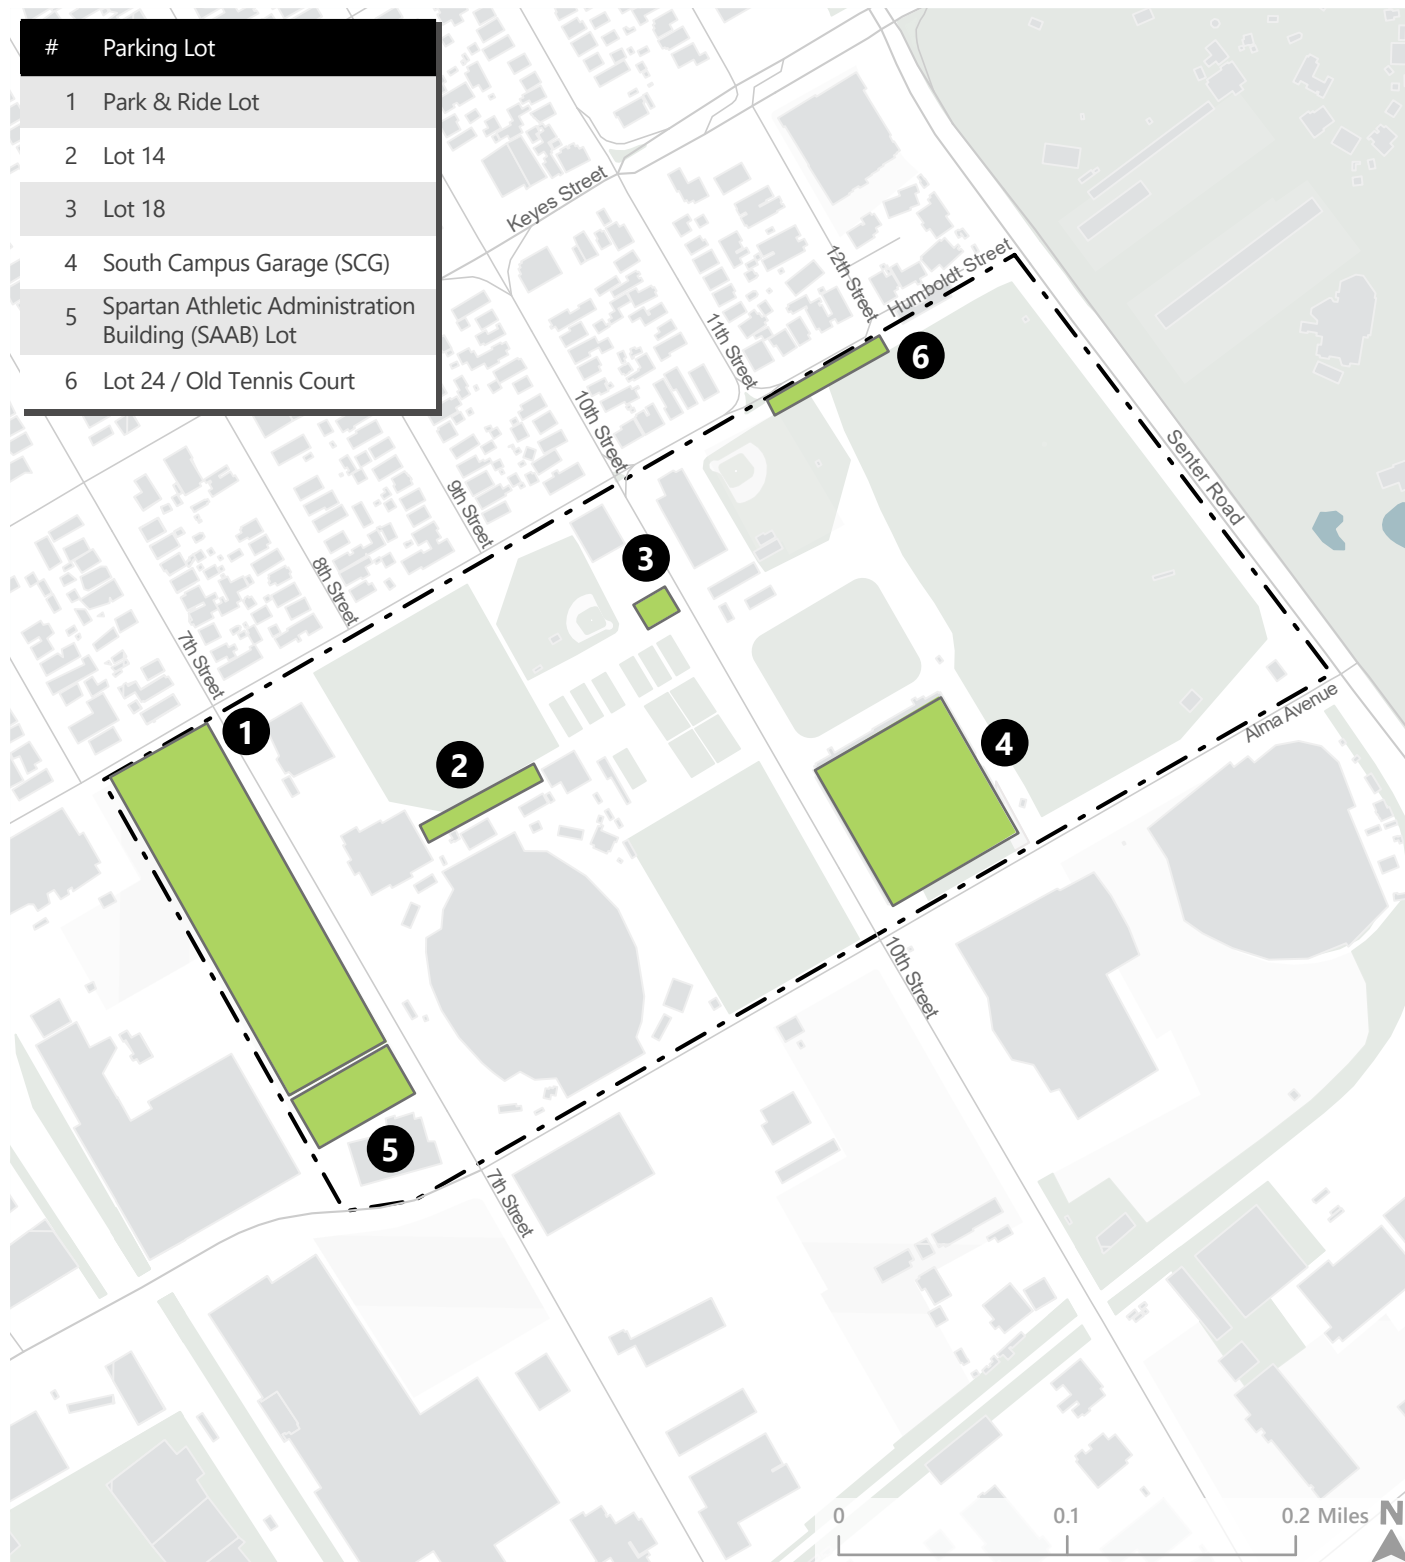 # Parking Lot
1 Park & Ride Lot
2 Lot 14
3 Lot 18
4 South Campus Garage (SCG)
5 Spartan Athletic Administration
Building (SAAB) Lot
6 Lot 24 / Old Tennis Court
Keyes Street
12th Street
Humboldt Street
11th Street
6
10th Street
Senter Road
9th Street
3
8th Street
7th Street
1
2
4
Alma Avenue
10th Street
5
7th Street
0 0.1 0.2 Miles
N